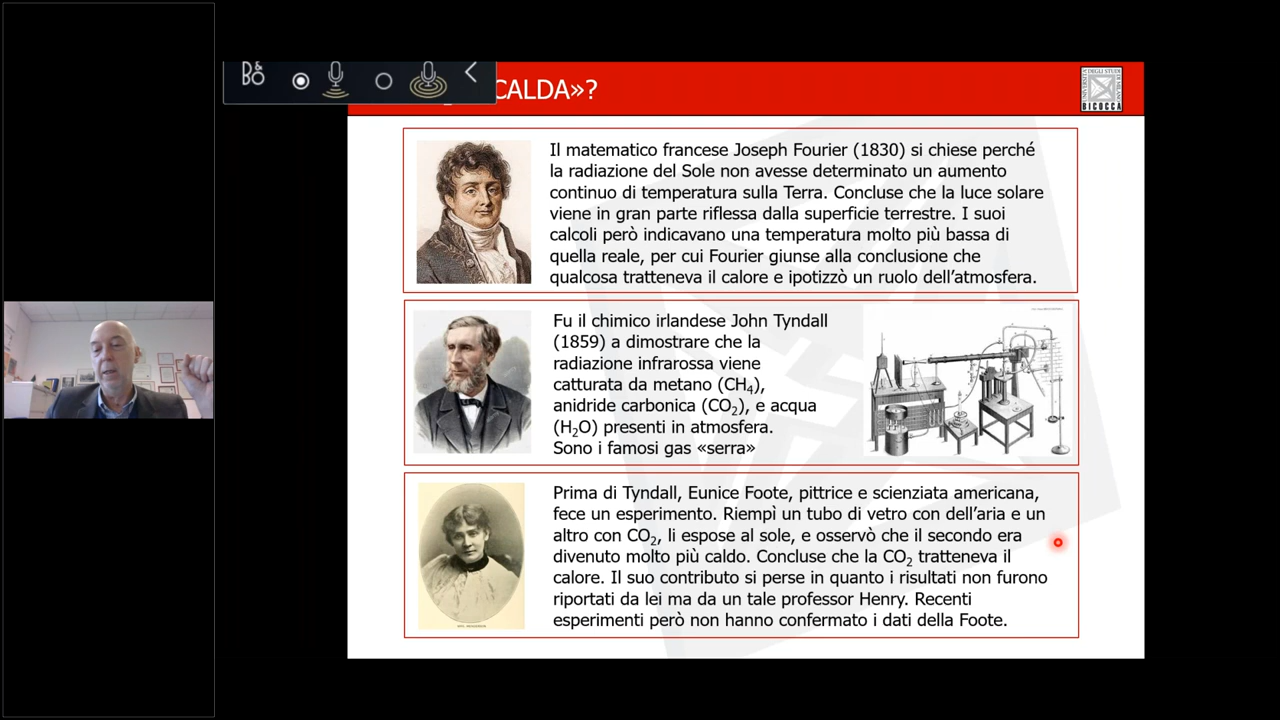 B&
BO
CALDA»?
UNIVERSITÀ
DEGLI STUDI
DI MILANO
BICOCCA
Il matematico francese Joseph Fourier (1830) si chiese perché
la radiazione del Sole non avesse determinato un aumento
continuo di temperatura sulla Terra. Concluse che la luce solare
viene in gran parte riflessa dalla superficie terrestre. I suoi
calcoli però indicavano una temperatura molto più bassa di
quella reale, per cui Fourier giunse alla conclusione che
qualcosa tratteneva il calore e ipotizzò un ruolo dell'atmosfera.
Fu il chimico irlandese John Tyndall
(1859) a dimostrare che la
radiazione infrarossa viene
catturata da metano (CH₄),
anidride carbonica (CO₂), e acqua
(H₂O) presenti in atmosfera.
Sono i famosi gas «serra»
Prima di Tyndall, Eunice Foote, pittrice e scienziata americana,
fece un esperimento. Riempì un tubo di vetro con dell'aria e un
altro con CO₂, li espose al sole, e osservò che il secondo era
divenuto molto più caldo. Concluse che la CO₂ tratteneva il
calore. Il suo contributo si perse in quanto i risultati non furono
riportati da lei ma da un tale professor Henry. Recenti
esperimenti però non hanno confermato i dati della Foote.